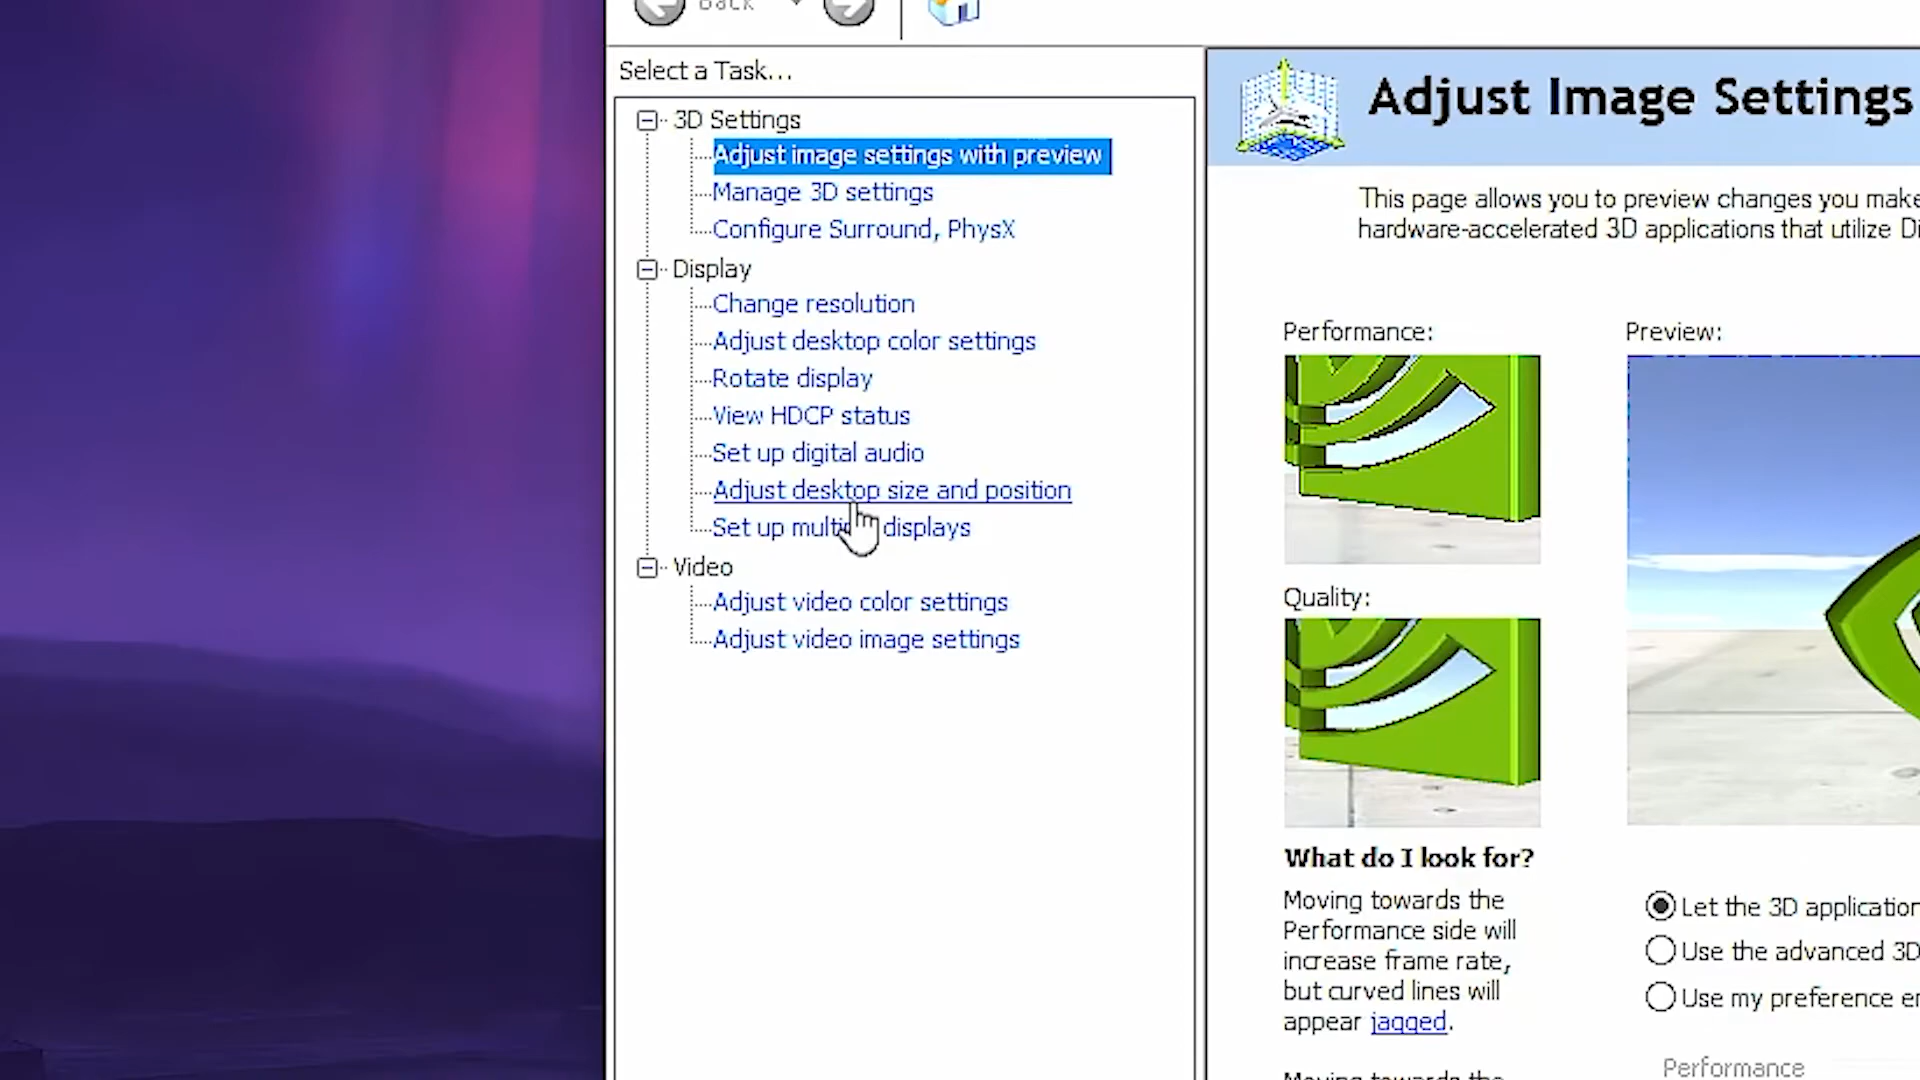 Back
Select a Task...
3D Settings
Adjust image settings with preview
Manage 3D settings
Configure Surround, PhysX
Display
Change resolution
Adjust desktop color settings
Rotate display
View HDCP status
Set up digital audio
Adjust desktop size and position
Set up displays
Video
Adjust video color settings
Adjust video image settings
Adjust Image Settings
This page allows you to preview changes you make
hardware-accelerated 3D applications that utilize
Performance:
Preview:
Quality:
What do I look for?
Moving towards the
Performance side will
increase frame rate,
but curved lines will
appear jagged.
Moving towards the
Let the 3D application
Use the advanced 3D
Use my preference
Performance